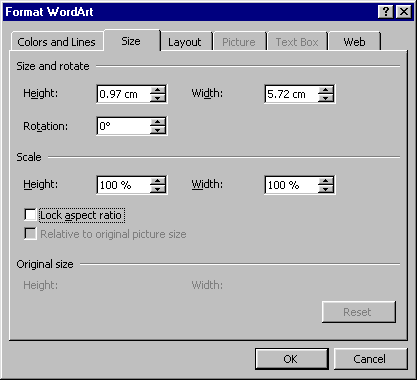 Format WordArt
Colors and Lines Size Layout Picture Text Box Web
Size and rotate
Height: 0.97 cm Width: 5.72 cm
Rotation: 0°
Scale
Height: 100 % Width: 100 %
Lock aspect ratio
Relative to original picture size
Original size
Height: Width:
Reset
OK Cancel